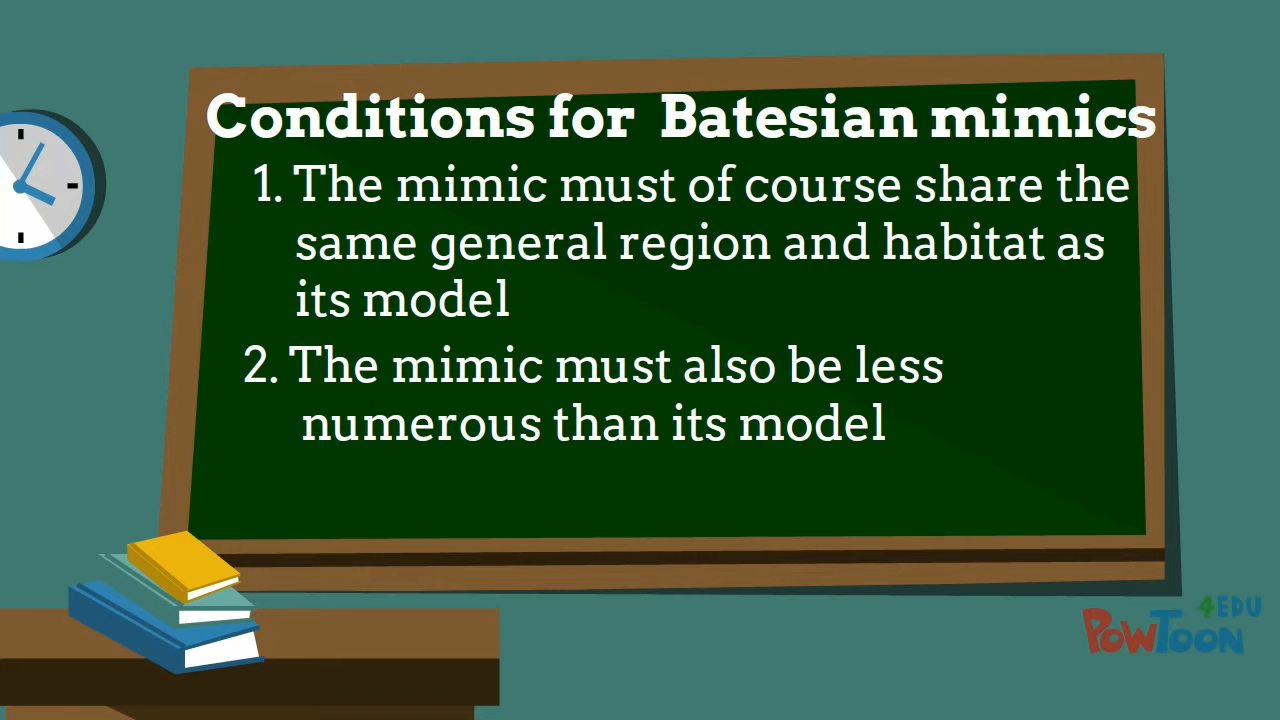 Conditions for Batesian mimics
1. The mimic must of course share the
same general region and habitat as
its model
2. The mimic must also be less
numerous than its model
4EDU
PowToon